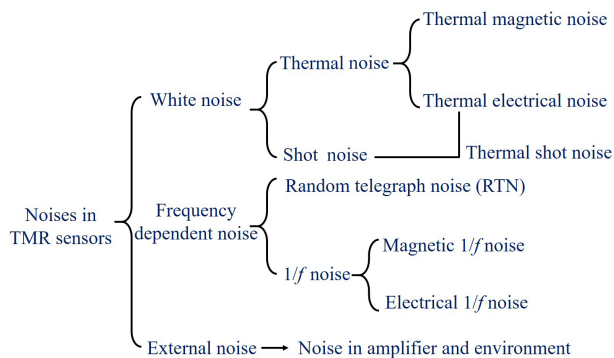 Thermal magnetic noise
Thermal noise
White noise
Thermal electrical noise
Shot noise
Thermal shot noise
Random telegraph noise (RTN)
Noises in
TMR sensors
Frequency
dependent noise
Magnetic 1/f noise
1/f noise
Electrical 1/f noise
External noise
Noise in amplifier and environment